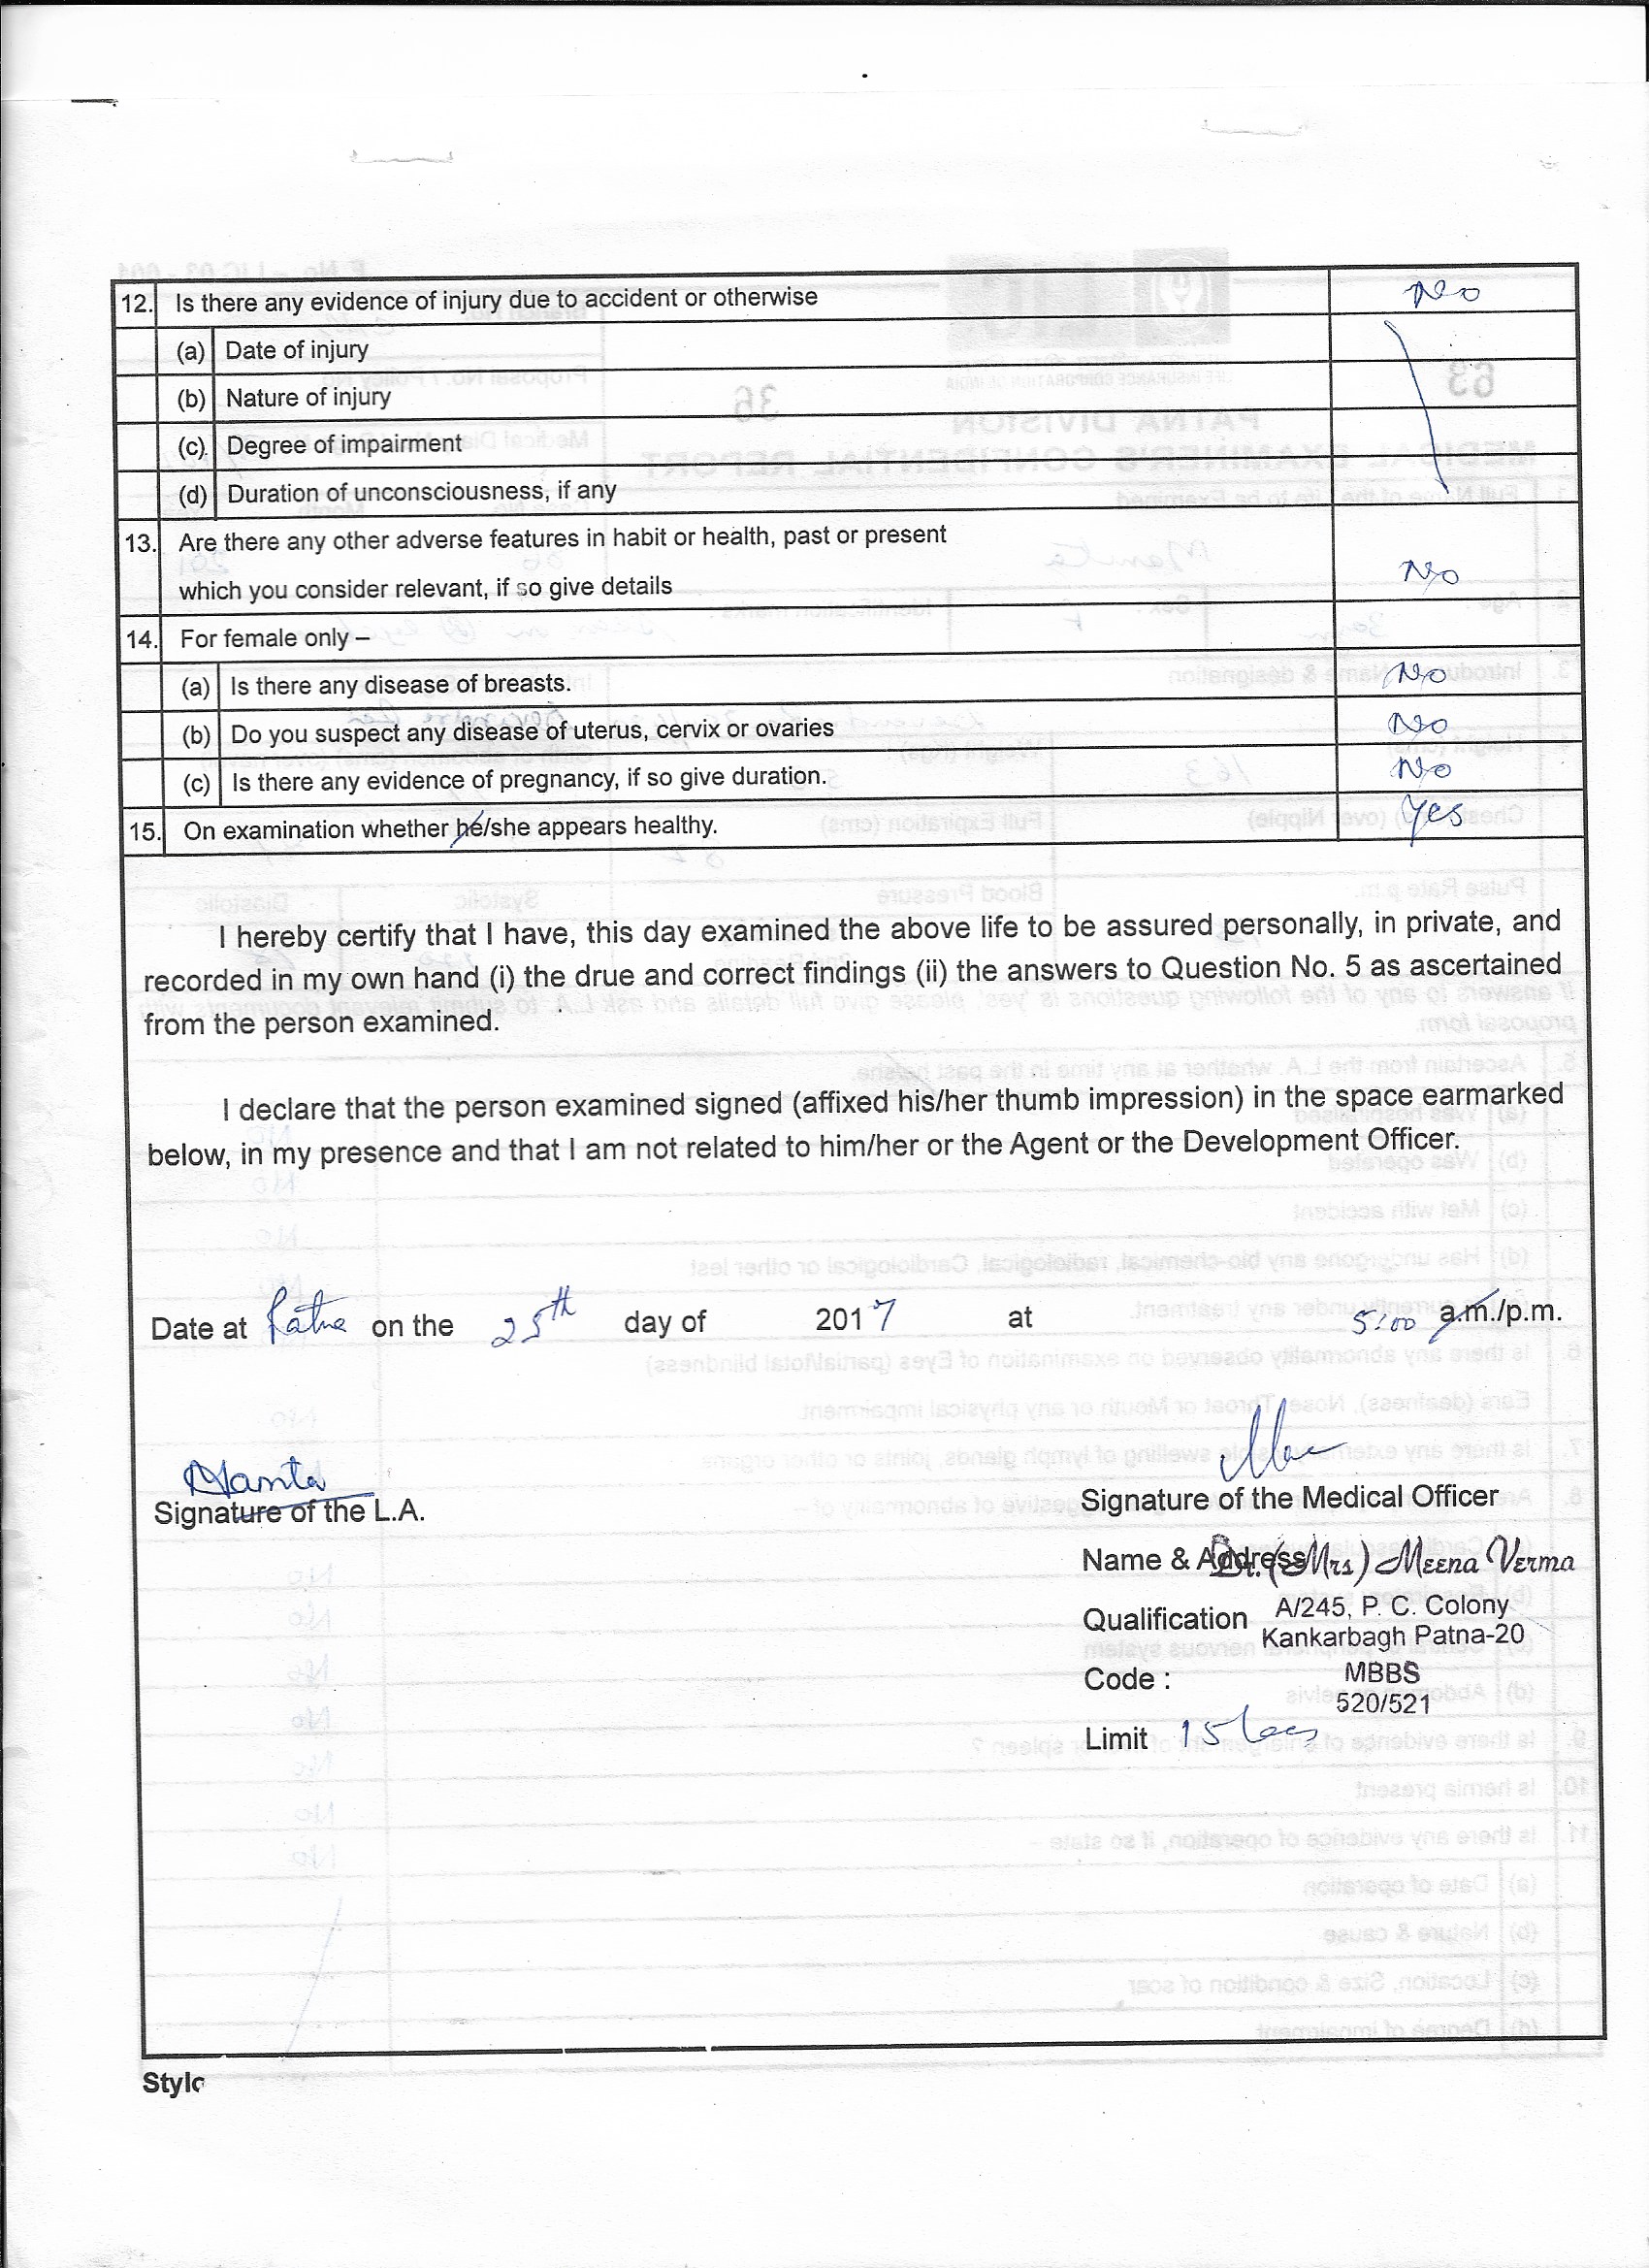 12. Is there any evidence of injury due to accident or otherwise No
(a) Date of injury
(b) Nature of injury
(c) Degree of impairment
(d) Duration of unconsciousness, if any
13. Are there any other adverse features in habit or health, past or present
which you consider relevant, if so give details No
14. For female only –
(a) Is there any disease of breasts. No
(b) Do you suspect any disease of uterus, cervix or ovaries No
(c) Is there any evidence of pregnancy, if so give duration. No
15. On examination whether he/she appears healthy. Yes
I hereby certify that I have, this day examined the above life to be assured personally, in private, and
recorded in my own hand (i) the drue and correct findings (ii) the answers to Question No. 5 as ascertained
from the person examined.
I declare that the person examined signed (affixed his/her thumb impression) in the space earmarked
below, in my presence and that I am not related to him/her or the Agent or the Development Officer.
Date at Patna on the 25th day of 2017 at 5:00 a.m./p.m.
Signature of the L.A.
Signature of the Medical Officer
Name & Address Dr. (Mrs) Meena Verma
Qualification A/245, P. C. Colony
Kankarbagh Patna-20
Code : MBBS
520/521
Limit 15 lacs